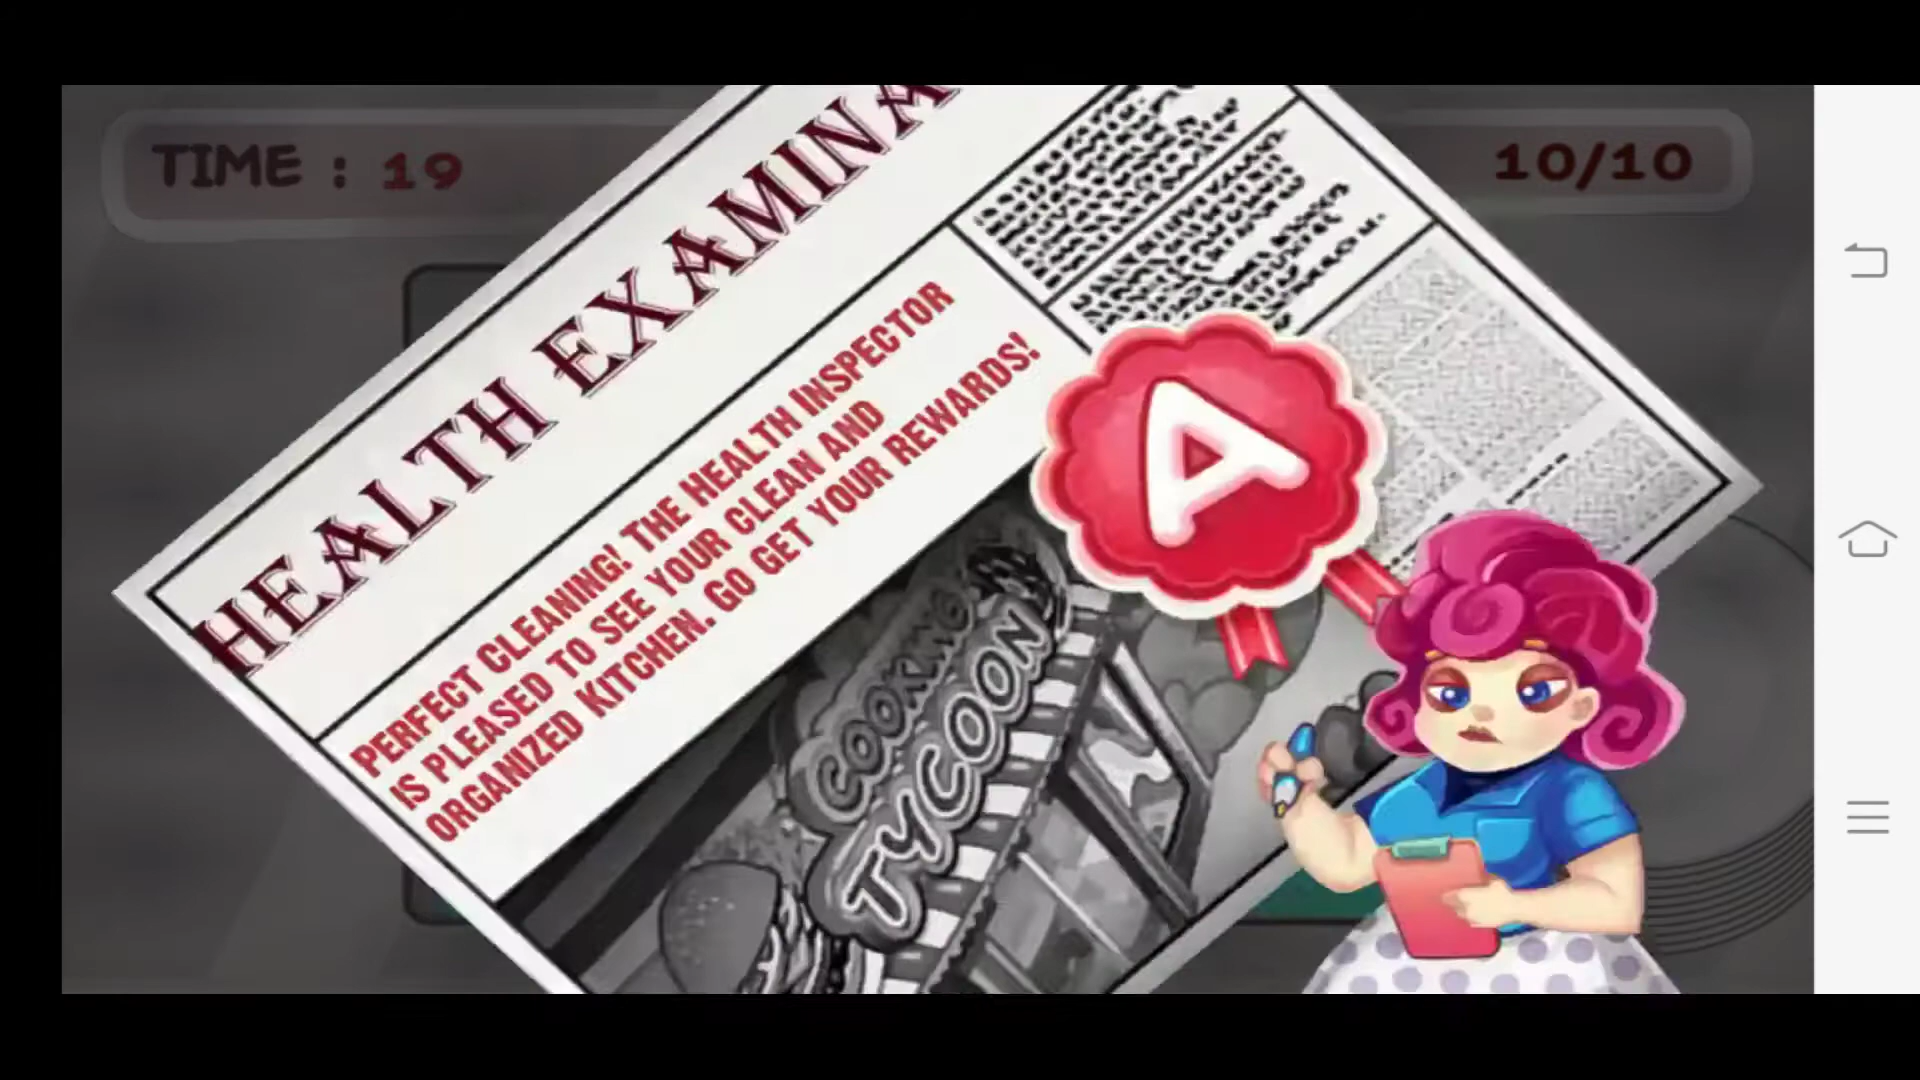 TIME : 19
10/10
HEALTH EXAMINA
PERFECT CLEANING! THE HEALTH INSPECTOR
IS PLEASED TO SEE YOUR CLEAN AND
ORGANIZED KITCHEN. GO GET YOUR REWARDS!
A
COOKING
TYCOON